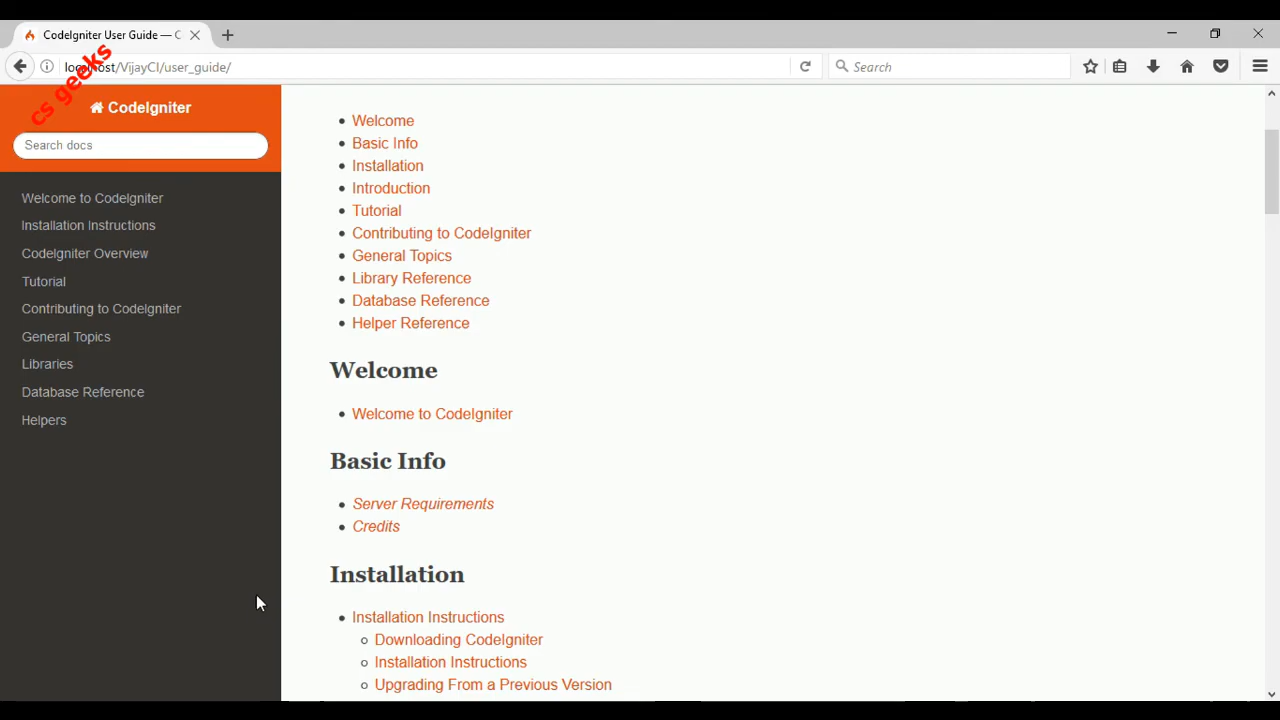 CodeIgniter User Guide — C
localhost/VijayCI/user_guide/
Search
cs geeks
CodeIgniter
Search docs
Welcome to CodeIgniter
Installation Instructions
CodeIgniter Overview
Tutorial
Contributing to CodeIgniter
General Topics
Libraries
Database Reference
Helpers
Welcome
Basic Info
Installation
Introduction
Tutorial
Contributing to CodeIgniter
General Topics
Library Reference
Database Reference
Helper Reference
Welcome
Welcome to CodeIgniter
Basic Info
Server Requirements
Credits
Installation
Installation Instructions
Downloading CodeIgniter
Installation Instructions
Upgrading From a Previous Version